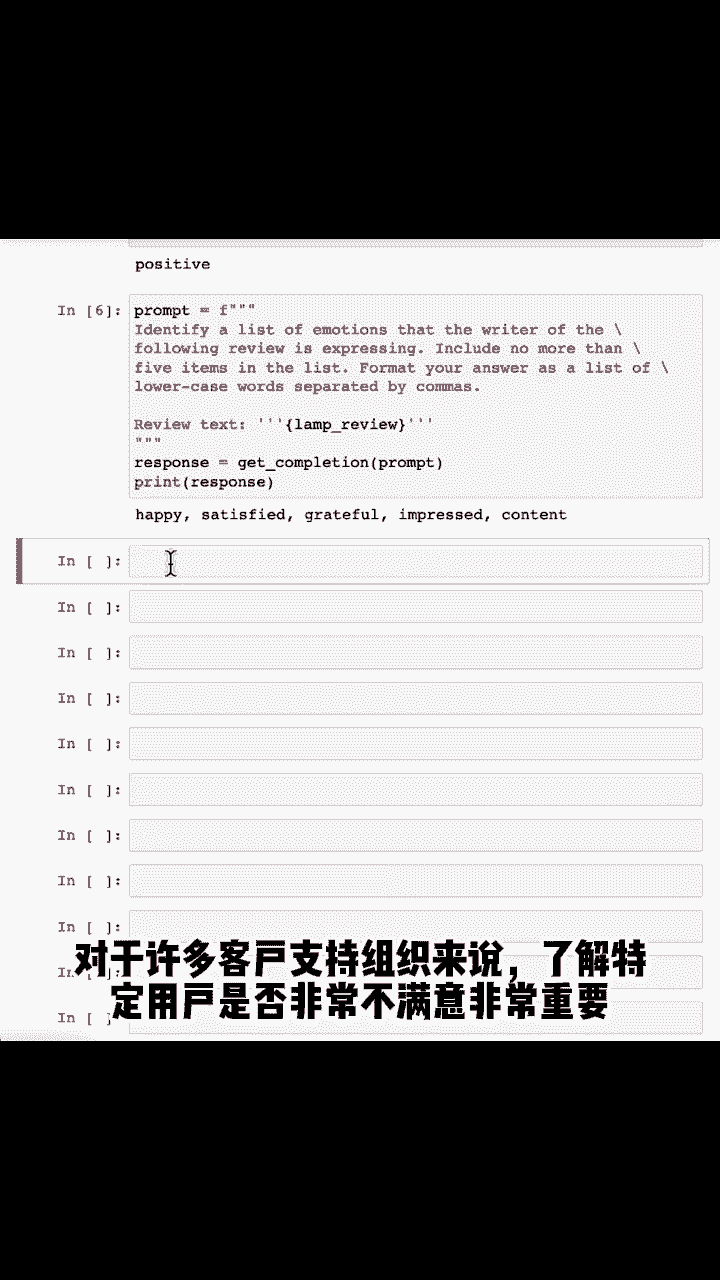 positive
In [6]: prompt = f"""
Identify a list of emotions that the writer of the \
following review is expressing. Include no more than \
five items in the list. Format your answer as a list of \
lower-case words separated by commas.
Review text: '''{lamp_review}'''
"""
response = get_completion(prompt)
print(response)
happy, satisfied, grateful, impressed, content
In [ ]:
In [ ]:
In [ ]:
In [ ]:
In [ ]:
In [ ]:
In [ ]:
In [ ]:
In [ ]:
In [ ]:
In [ ]:
对于许多客户支持组织来说，了解特
定用户是否非常不满意非常重要